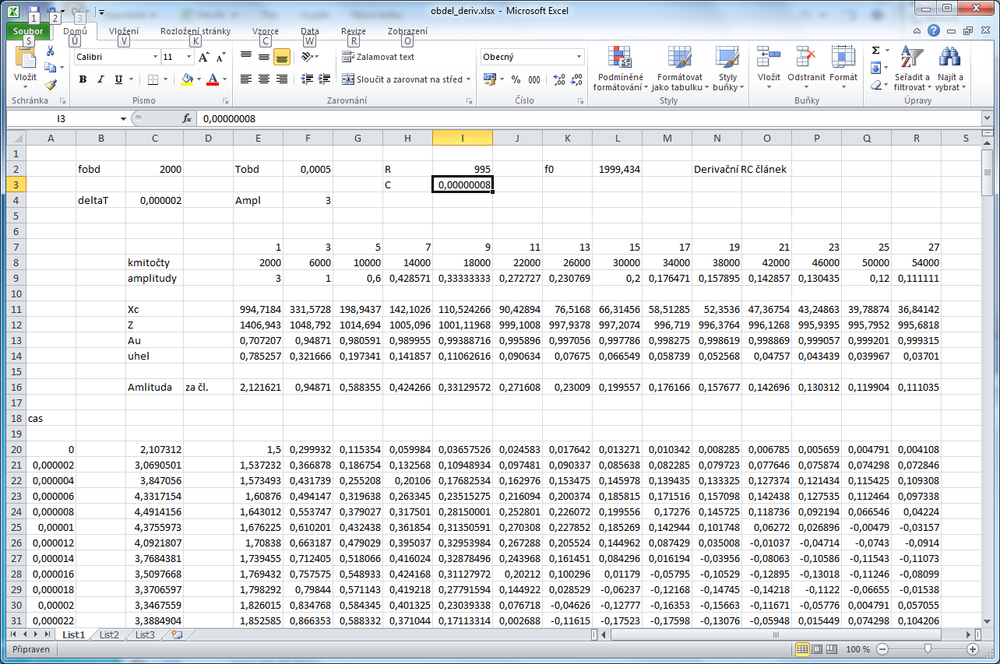 obdel_deriv.xlsx - Microsoft Excel
1 2 3
Soubor Domů Vložení Rozložení stránky Vzorce Data Revize Zobrazení
S Ů V K C W R O
Vložit
Schránka
Calibri 11
B I U
Písmo
Zalamovat text
Sloučit a zarovnat na střed
Zarovnání
Obecný
% 000
Číslo
Podmíněné formátování
Formátovat jako tabulku
Styly buňky
Styly
Vložit Odstranit Formát
Buňky
Seřadit a filtrovat
Najít a vybrat
Úpravy
I3 fx 0,00000008
A B C D E F G H I J K L M N O P Q R S
1
2 fobd 2000 Tobd 0,0005 R 995 f0 1999,434 Derivační RC článek
3 C 0,00000008
4 deltaT 0,000002 Ampl 3
5
6
7 1 3 5 7 9 11 13 15 17 19 21 23 25 27
8 kmitočty 2000 6000 10000 14000 18000 22000 26000 30000 34000 38000 42000 46000 50000 54000
9 amplitudy 3 1 0,6 0,428571 0,33333333 0,272727 0,230769 0,2 0,176471 0,157895 0,142857 0,130435 0,12 0,111111
10
11 Xc 994,7184 331,5728 198,9437 142,1026 110,524266 90,42894 76,5168 66,31456 58,51285 52,3536 47,36754 43,24863 39,78874 36,84142
12 Z 1406,943 1048,792 1014,694 1005,096 1001,11968 999,1008 997,9378 997,2074 996,719 996,3764 996,1268 995,9395 995,7952 995,6818
13 Au 0,707207 0,94871 0,980591 0,989955 0,99388716 0,995896 0,997056 0,997786 0,998275 0,998619 0,998869 0,999057 0,999201 0,999315
14 uhel 0,785257 0,321666 0,197341 0,141857 0,11062616 0,090634 0,07675 0,066549 0,058739 0,052568 0,04757 0,043439 0,039967 0,03701
15
16 Amlituda za čl. 2,121621 0,94871 0,588355 0,424266 0,33129572 0,271608 0,23009 0,199557 0,176166 0,157677 0,142696 0,130312 0,119904 0,111035
17
18 cas
19
20 0 2,107312 1,5 0,299932 0,115354 0,059984 0,03657526 0,024583 0,017642 0,013271 0,010342 0,008285 0,006785 0,005659 0,004791 0,004108
21 0,000002 3,0690501 1,537232 0,366878 0,186754 0,132568 0,10948934 0,097481 0,090337 0,085638 0,082285 0,079723 0,077646 0,075874 0,074298 0,072846
22 0,000004 3,847056 1,573493 0,431739 0,255208 0,20106 0,17682534 0,162976 0,153475 0,145978 0,139435 0,133325 0,127374 0,121434 0,115425 0,109308
23 0,000006 4,3317154 1,60876 0,494147 0,319638 0,263345 0,23515275 0,216094 0,200374 0,185815 0,171516 0,157098 0,142438 0,127535 0,112464 0,097338
24 0,000008 4,4914156 1,643012 0,553747 0,379027 0,317501 0,28150001 0,252801 0,226072 0,199556 0,17276 0,145725 0,118736 0,092194 0,066546 0,04224
25 0,00001 4,3755973 1,676225 0,610201 0,432438 0,361854 0,31350591 0,270308 0,227852 0,185269 0,142944 0,101748 0,06272 0,026896 -0,00479 -0,03157
26 0,000012 4,0921807 1,70838 0,663187 0,479029 0,395037 0,32953984 0,267288 0,205524 0,144962 0,087429 0,035008 -0,01037 -0,04714 -0,0743 -0,0914
27 0,000014 3,7684381 1,739455 0,712405 0,518066 0,416024 0,32878496 0,243968 0,161451 0,084296 0,016194 -0,03956 -0,08063 -0,10586 -0,11543 -0,11073
28 0,000016 3,5097668 1,769432 0,757575 0,548933 0,424168 0,31127972 0,20212 0,100296 0,01179 -0,05795 -0,10529 -0,12895 -0,13018 -0,11246 -0,08099
29 0,000018 3,3706597 1,798292 0,79844 0,571143 0,419218 0,27791594 0,144922 0,028529 -0,06237 -0,12168 -0,14745 -0,14218 -0,1122 -0,06655 -0,01538
30 0,00002 3,3467559 1,826015 0,834768 0,584345 0,401325 0,23039338 0,076718 -0,04626 -0,12777 -0,16353 -0,15663 -0,11671 -0,05776 0,004791 0,057055
31 0,000022 3,3884904 1,852585 0,866353 0,588332 0,371044 0,17113314 0,002688 -0,11615 -0,17523 -0,17598 -0,13076 -0,05948 0,015449 0,074298 0,104206
List1 List2 List3
Připraven 100 %